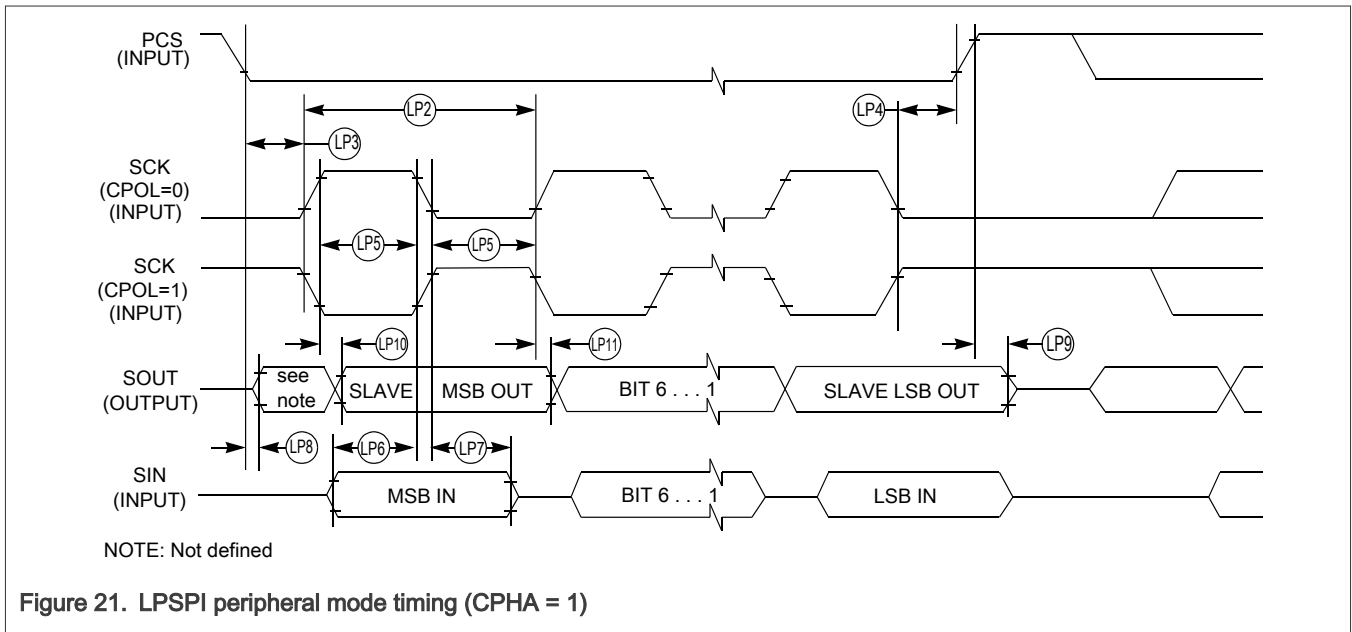 PCS
(INPUT)
LP2
LP4
LP3
SCK
(CPOL=0)
(INPUT)
LP5
LP5
SCK
(CPOL=1)
(INPUT)
LP10
LP11
LP9
SOUT
(OUTPUT)
see
note
SLAVE
MSB OUT
BIT 6 . . . 1
SLAVE LSB OUT
LP8
LP6
LP7
SIN
(INPUT)
MSB IN
BIT 6 . . . 1
LSB IN
NOTE: Not defined
Figure 21. LPSPI peripheral mode timing (CPHA = 1)